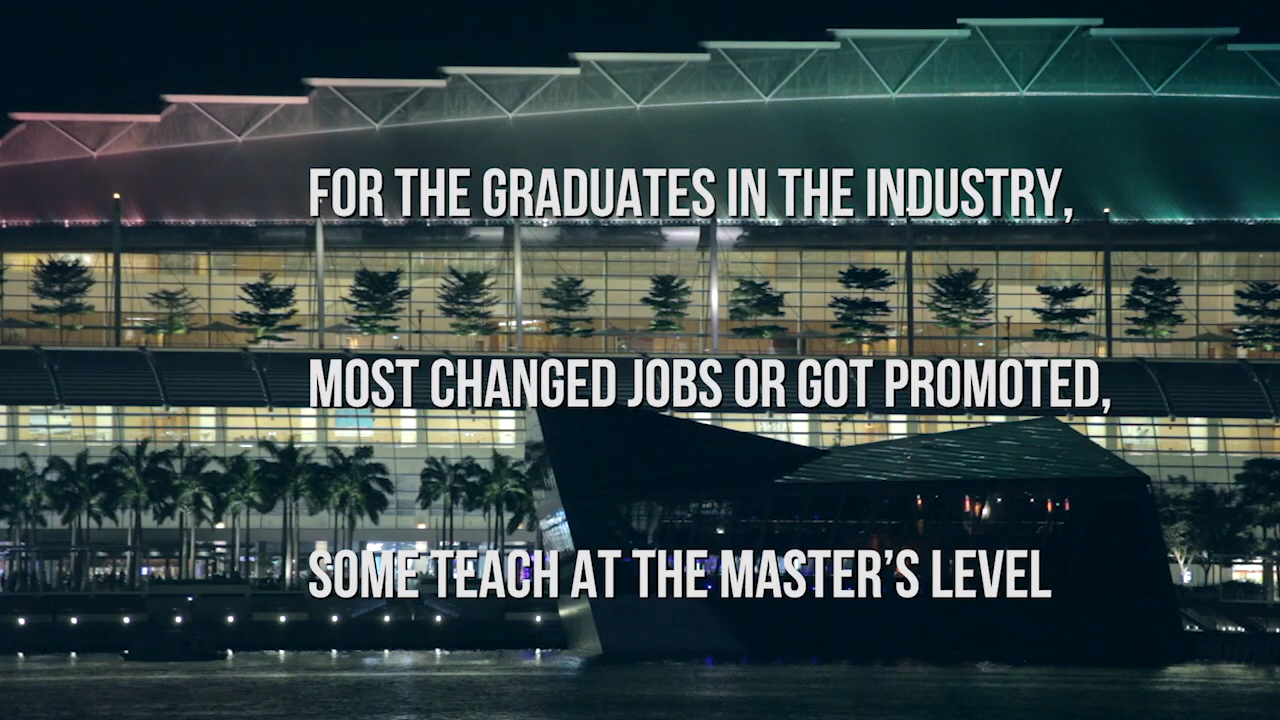 FOR THE GRADUATES IN THE INDUSTRY,
MOST CHANGED JOBS OR GOT PROMOTED,
SOME TEACH AT THE MASTER’S LEVEL